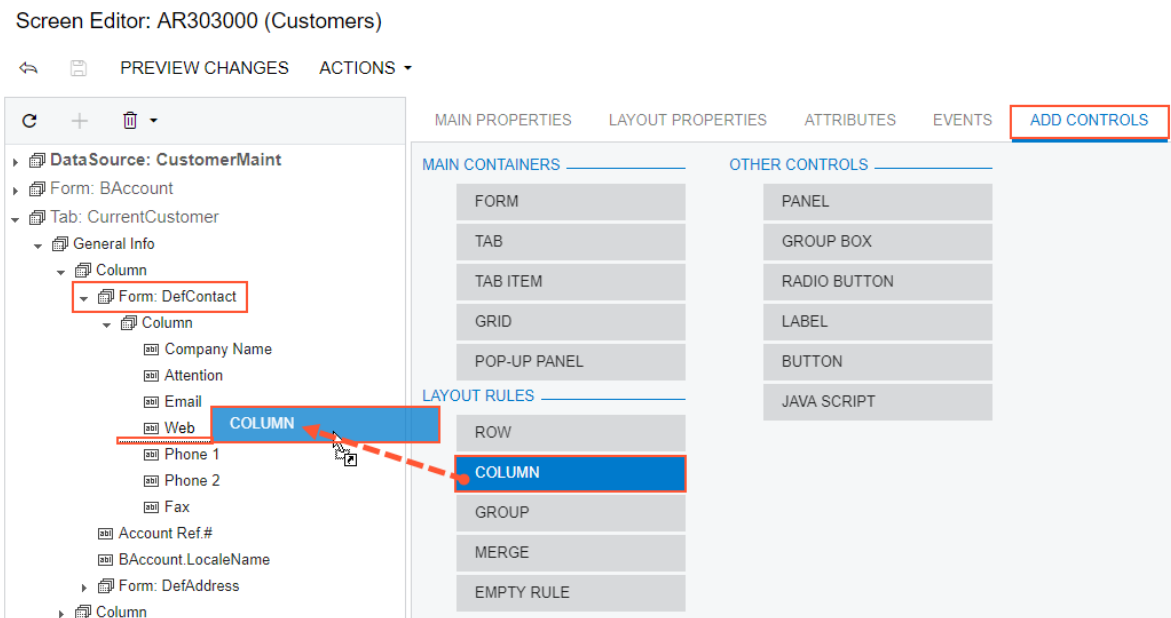 Screen Editor: AR303000 (Customers)
PREVIEW CHANGES ACTIONS
MAIN PROPERTIES LAYOUT PROPERTIES ATTRIBUTES EVENTS ADD CONTROLS
DataSource: CustomerMaint
Form: BAccount
Tab: CurrentCustomer
General Info
Column
Form: DefContact
Column
Company Name
Attention
Email
Web
Phone 1
Phone 2
Fax
Account Ref.#
BAccount.LocaleName
Form: DefAddress
Column
COLUMN
MAIN CONTAINERS
FORM
TAB
TAB ITEM
GRID
POP-UP PANEL
LAYOUT RULES
ROW
COLUMN
GROUP
MERGE
EMPTY RULE
OTHER CONTROLS
PANEL
GROUP BOX
RADIO BUTTON
LABEL
BUTTON
JAVA SCRIPT